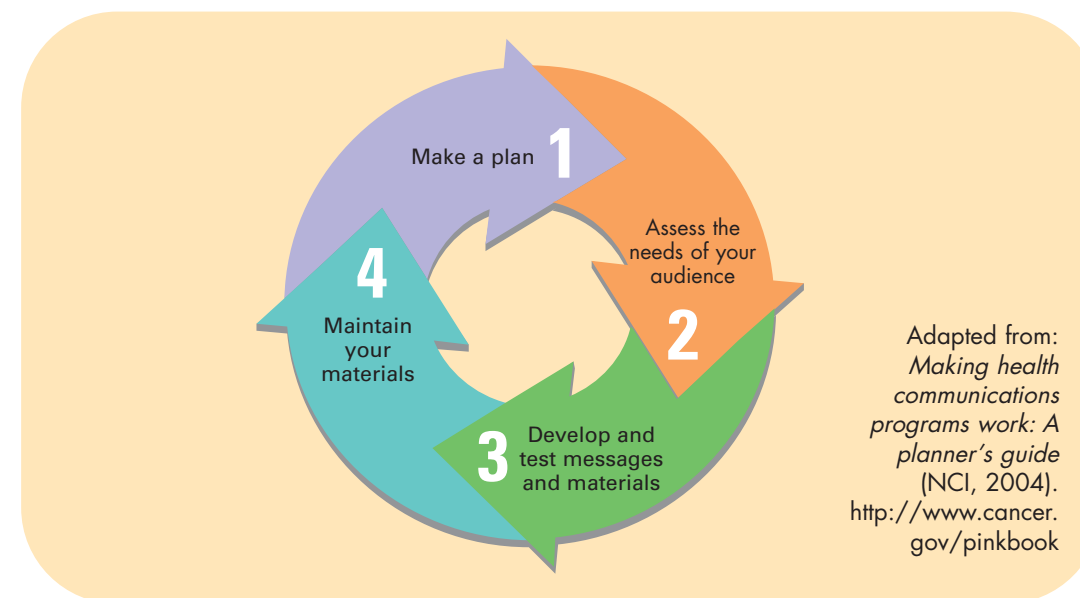 Make a plan
1
Assess the
needs of your
audience
2
Develop and
test messages
and materials
3
4
Maintain
your
materials
Adapted from:
Making health
communications
programs work: A
planner’s guide
(NCI, 2004).
http://www.cancer.
gov/pinkbook